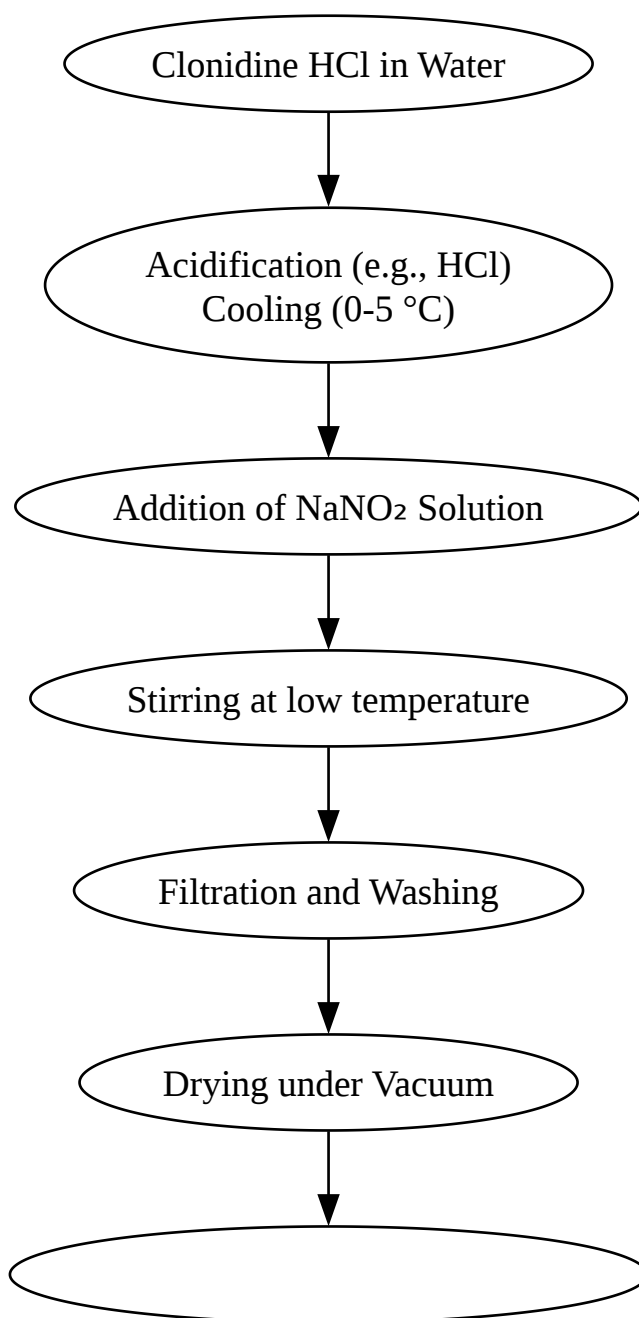 Clonidine HCl in Water
Acidification (e.g., HCl)
Cooling (0-5 °C)
Addition of NaNO₂ Solution
Stirring at low temperature
Filtration and Washing
Drying under Vacuum